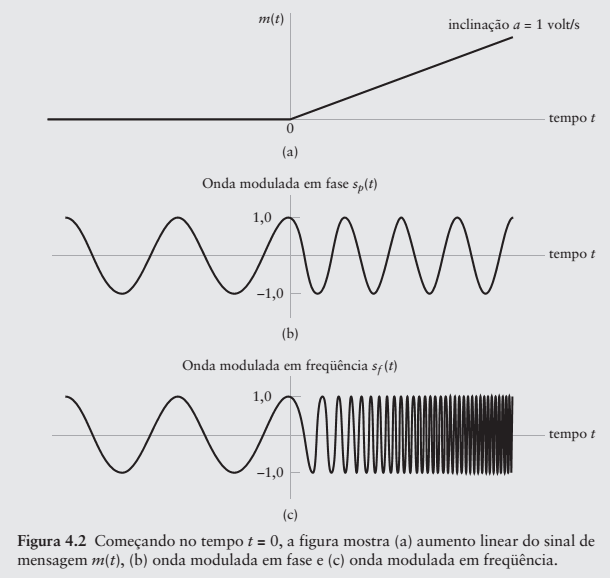 m(t)
inclinação a = 1 volt/s
tempo t
0
(a)
Onda modulada em fase sp(t)
1,0
tempo t
–1,0
(b)
Onda modulada em freqüência sf(t)
1,0
tempo t
–1,0
(c)
Figura 4.2 Começando no tempo t = 0, a figura mostra (a) aumento linear do sinal de
mensagem m(t), (b) onda modulada em fase e (c) onda modulada em freqüência.